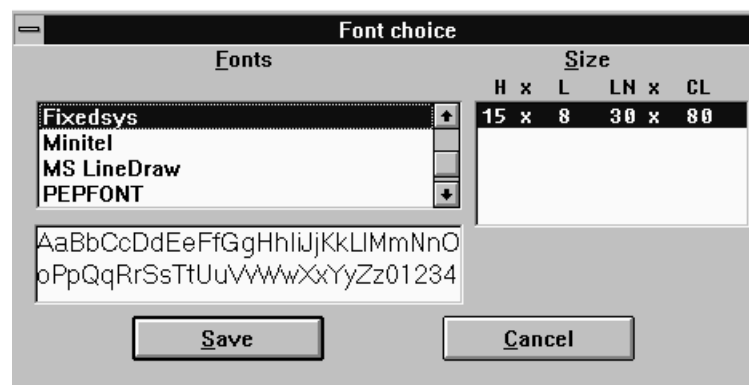 Font choice
Fonts
Size
H x L LN x CL
Fixedsys
Minitel
MS LineDraw
PEPFONT
15 x 8 30 x 80
AaBbCcDdEeFfGgHhIiJjKkLlMmNnO
oPpQqRrSsTtUuVvWwXxYyZz01234
Save
Cancel